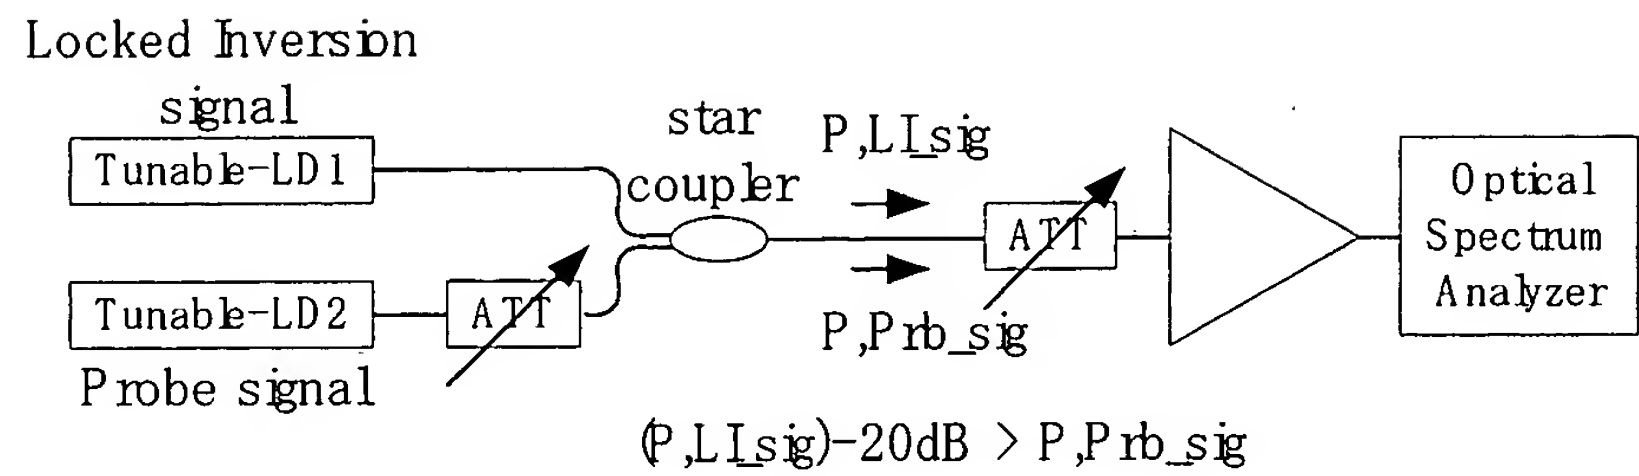 Locked Inversion
signal
Tunable-LD1
star
coupler
P,LI_sig
ATT
Optical
Spectrum
Analyzer
Tunable-LD2
ATT
P,Prb_sig
Probe signal
(P,LI_sig)-20dB > P,Prb_sig